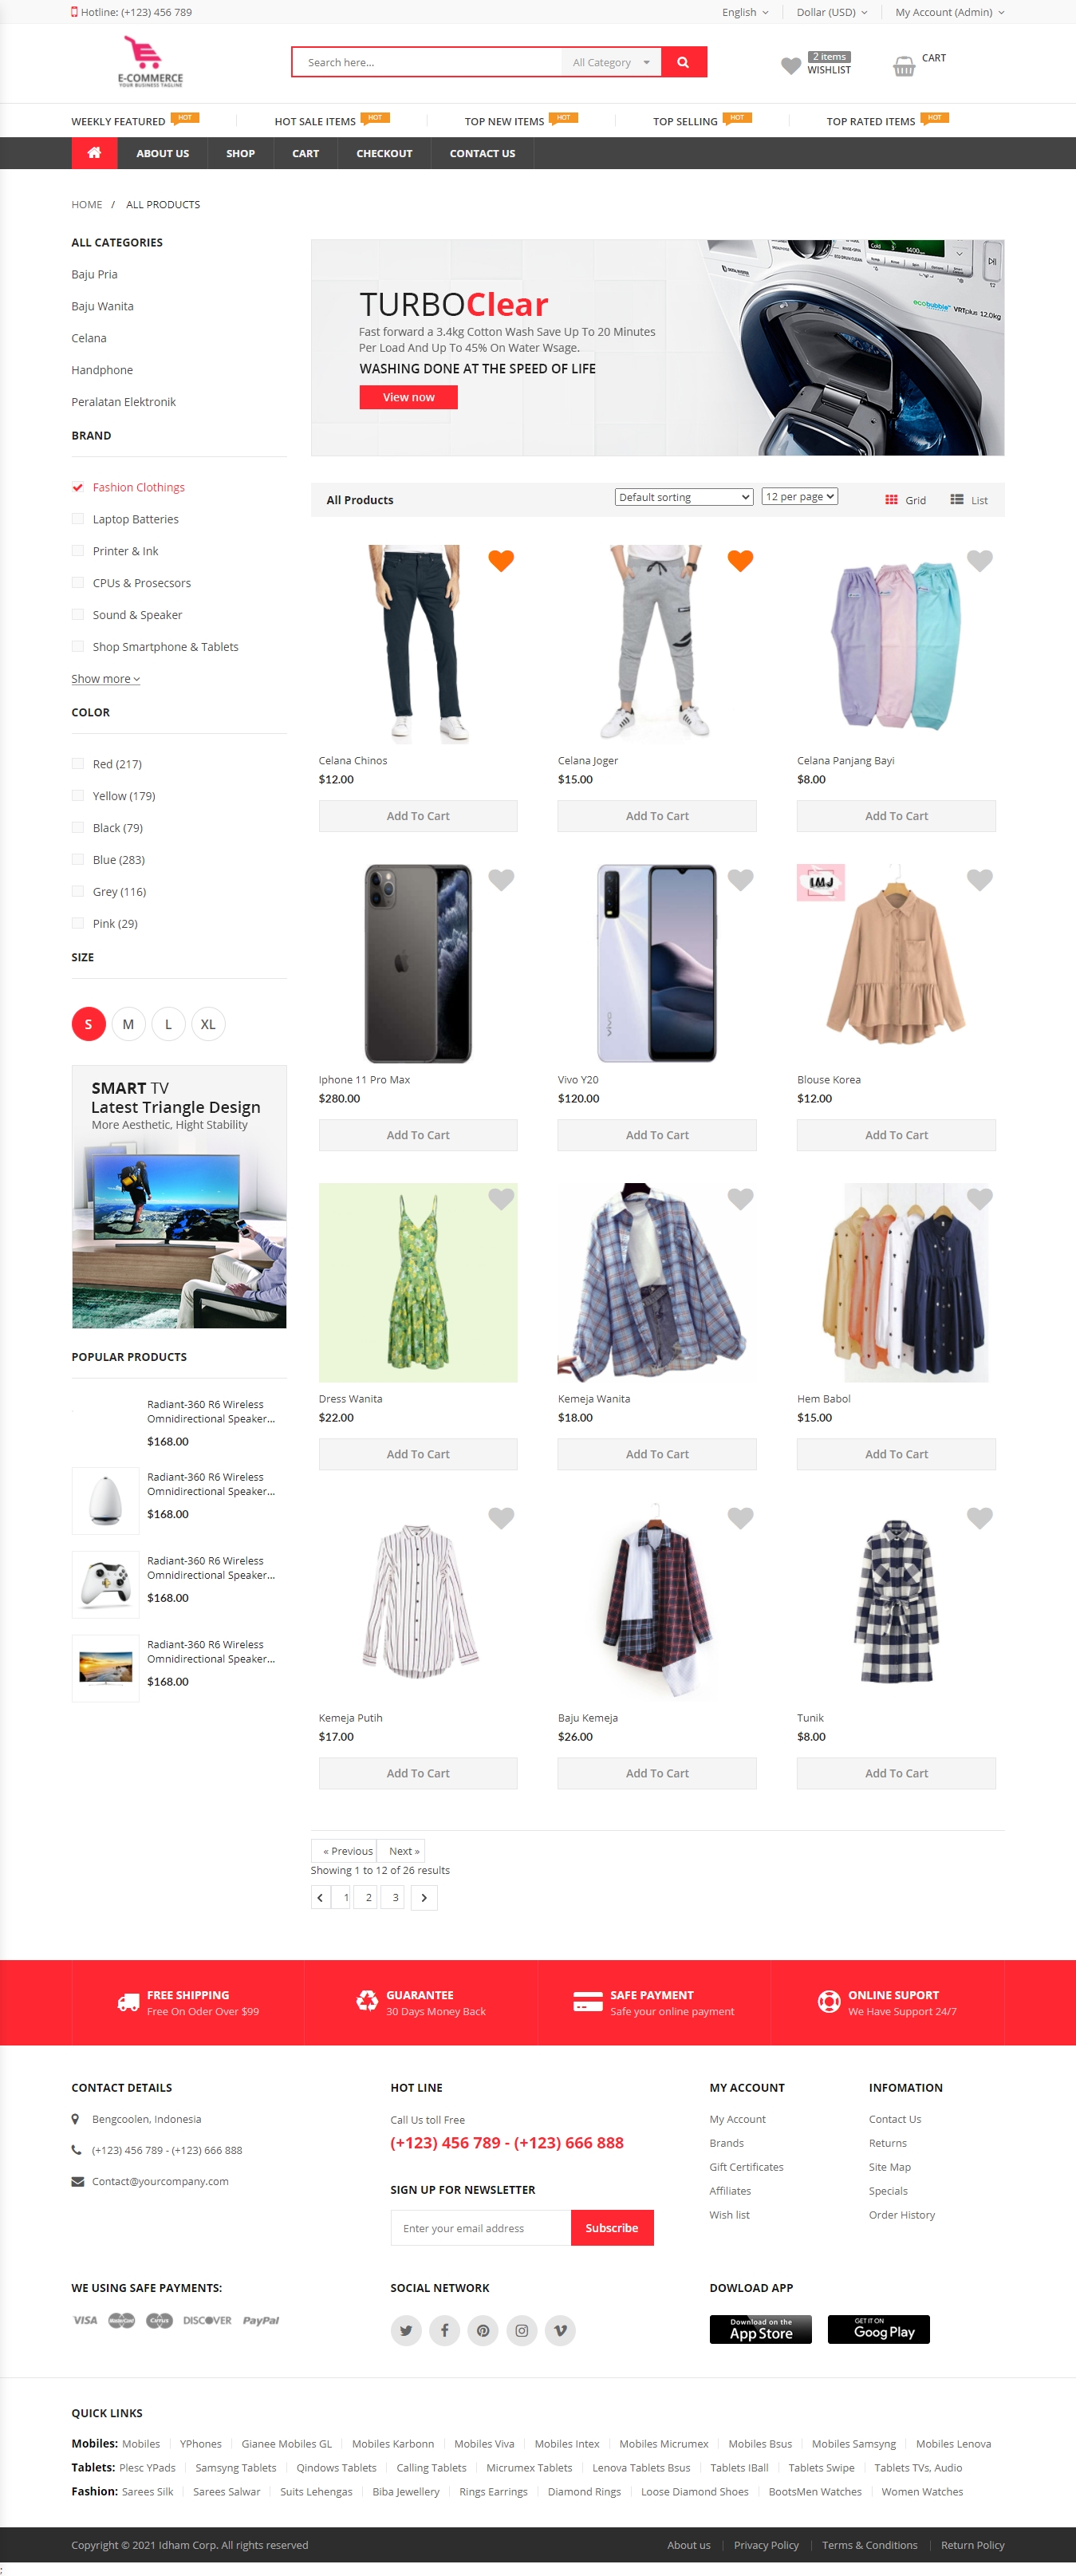 Hotline: (+123) 456 789
English
Dollar (USD)
My Account (Admin)
E-COMMERCE
YOUR BUSINESS TAGLINE
Search here...
All Category
2 items
WISHLIST
CART
WEEKLY FEATURED HOT
HOT SALE ITEMS HOT
TOP NEW ITEMS HOT
TOP SELLING HOT
TOP RATED ITEMS HOT
ABOUT US
SHOP
CART
CHECKOUT
CONTACT US
HOME / ALL PRODUCTS
ALL CATEGORIES
Baju Pria
Baju Wanita
Celana
Handphone
Peralatan Elektronik
BRAND
Fashion Clothings
Laptop Batteries
Printer & Ink
CPUs & Prosecsors
Sound & Speaker
Shop Smartphone & Tablets
Show more
COLOR
Red (217)
Yellow (179)
Black (79)
Blue (283)
Grey (116)
Pink (29)
SIZE
S
M
L
XL
SMART TV
Latest Triangle Design
More Aesthetic, Hight Stability
POPULAR PRODUCTS
Radiant-360 R6 Wireless
Omnidirectional Speaker...
$168.00
Radiant-360 R6 Wireless
Omnidirectional Speaker...
$168.00
Radiant-360 R6 Wireless
Omnidirectional Speaker...
$168.00
Radiant-360 R6 Wireless
Omnidirectional Speaker...
$168.00
TURBOClear
Fast forward a 3.4kg Cotton Wash Save Up To 20 Minutes
Per Load And Up To 45% On Water Wsage.
WASHING DONE AT THE SPEED OF LIFE
View now
ecobubble
VRTplus 12.0kg
All Products
Default sorting
12 per page
Grid
List
Celana Chinos
$12.00
Add To Cart
Celana Joger
$15.00
Add To Cart
Celana Panjang Bayi
$8.00
Add To Cart
vivo
IMJ
Iphone 11 Pro Max
$280.00
Add To Cart
Vivo Y20
$120.00
Add To Cart
Blouse Korea
$12.00
Add To Cart
Dress Wanita
$22.00
Add To Cart
Kemeja Wanita
$18.00
Add To Cart
Hem Babol
$15.00
Add To Cart
Kemeja Putih
$17.00
Add To Cart
Baju Kemeja
$26.00
Add To Cart
Tunik
$8.00
Add To Cart
« Previous
Next »
Showing 1 to 12 of 26 results
1
2
3
FREE SHIPPING
Free On Oder Over $99
GUARANTEE
30 Days Money Back
SAFE PAYMENT
Safe your online payment
ONLINE SUPORT
We Have Support 24/7
CONTACT DETAILS
Bengcoolen, Indonesia
(+123) 456 789 - (+123) 666 888
Contact@yourcompany.com
HOT LINE
Call Us toll Free
(+123) 456 789 - (+123) 666 888
SIGN UP FOR NEWSLETTER
Enter your email address
Subscribe
MY ACCOUNT
My Account
Brands
Gift Certificates
Affiliates
Wish list
INFOMATION
Contact Us
Returns
Site Map
Specials
Order History
WE USING SAFE PAYMENTS:
VISA MasterCard Cirrus DISCOVER PayPal
SOCIAL NETWORK
DOWLOAD APP
Download on the
App Store
GET IT ON
Goog Play
QUICK LINKS
Mobiles: Mobiles YPhones Gianee Mobiles GL Mobiles Karbonn Mobiles Viva Mobiles Intex Mobiles Micrumex Mobiles Bsus Mobiles Samsyng Mobiles Lenova
Tablets: Plesc YPads Samsyng Tablets Qindows Tablets Calling Tablets Micrumex Tablets Lenova Tablets Bsus Tablets IBall Tablets Swipe Tablets TVs, Audio
Fashion: Sarees Silk Sarees Salwar Suits Lehengas Biba Jewellery Rings Earrings Diamond Rings Loose Diamond Shoes BootsMen Watches Women Watches
Copyright © 2021 Idham Corp. All rights reserved
About us
Privacy Policy
Terms & Conditions
Return Policy
;